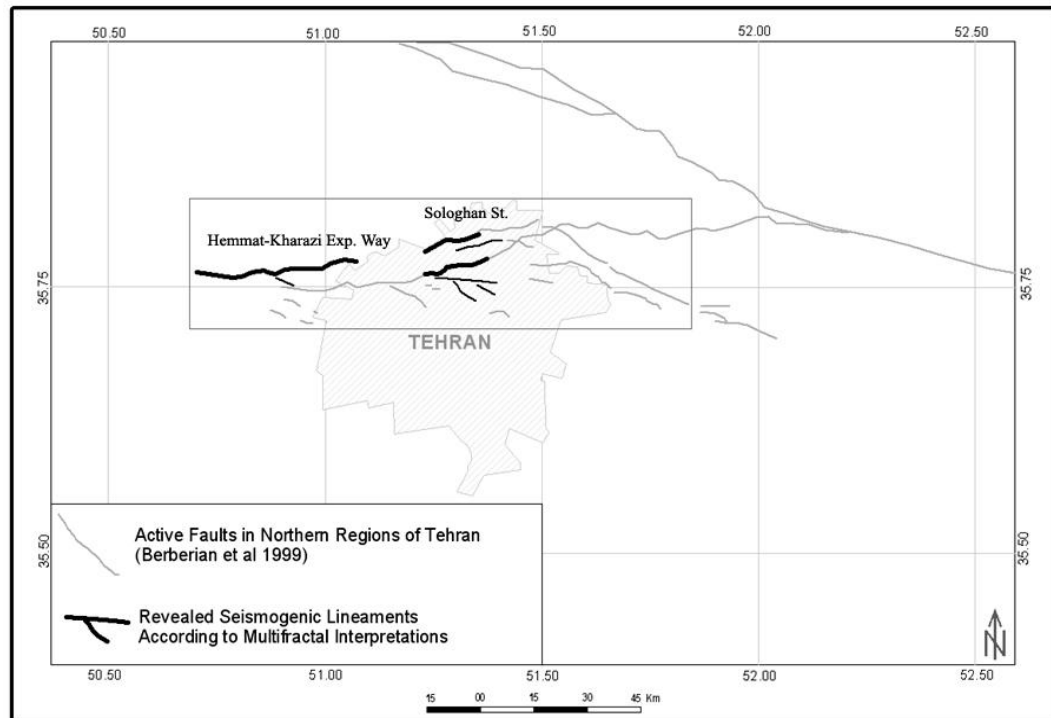 50.50 51.00 51.50 52.00 52.50
Sologhan St.
Hemmat-Kharazi Exp. Way
35.75 35.75
TEHRAN
Active Faults in Northern Regions of Tehran
(Berberian et al 1999)
35.50 35.50
Revealed Seismogenic Lineaments
According to Multifractal Interpretations
N
50.50 51.00 51.50 52.00 52.50
15 00 15 30 45 Km